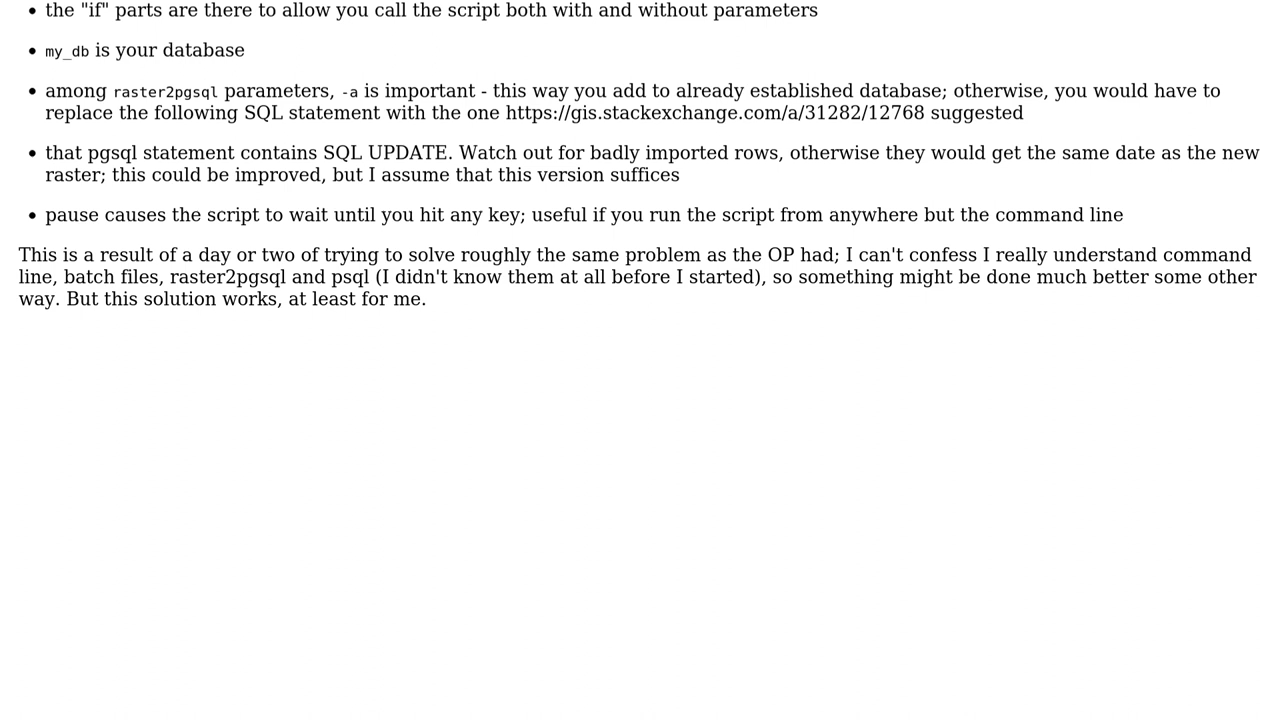 • the "if" parts are there to allow you call the script both with and without parameters
• my_db is your database
• among raster2pgsql parameters, -a is important - this way you add to already established database; otherwise, you would have to
replace the following SQL statement with the one https://gis.stackexchange.com/a/31282/12768 suggested
• that pgsql statement contains SQL UPDATE. Watch out for badly imported rows, otherwise they would get the same date as the new
raster; this could be improved, but I assume that this version suffices
• pause causes the script to wait until you hit any key; useful if you run the script from anywhere but the command line
This is a result of a day or two of trying to solve roughly the same problem as the OP had; I can't confess I really understand command
line, batch files, raster2pgsql and psql (I didn't know them at all before I started), so something might be done much better some other
way. But this solution works, at least for me.